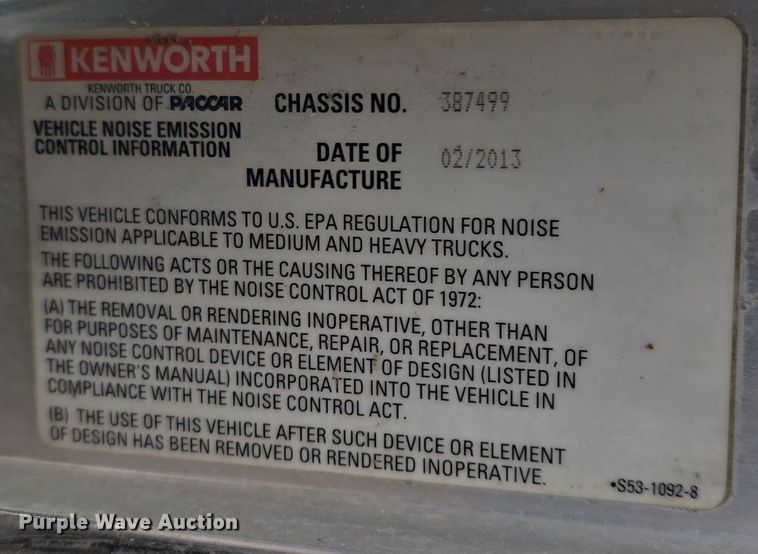 KENWORTH
KENWORTH TRUCK CO.
A DIVISION OF PACCAR
CHASSIS NO. 387499
VEHICLE NOISE EMISSION
CONTROL INFORMATION
DATE OF
MANUFACTURE
02/2013
THIS VEHICLE CONFORMS TO U.S. EPA REGULATION FOR NOISE
EMISSION APPLICABLE TO MEDIUM AND HEAVY TRUCKS.
THE FOLLOWING ACTS OR THE CAUSING THEREOF BY ANY PERSON
ARE PROHIBITED BY THE NOISE CONTROL ACT OF 1972:
(A) THE REMOVAL OR RENDERING INOPERATIVE, OTHER THAN
FOR PURPOSES OF MAINTENANCE, REPAIR, OR REPLACEMENT, OF
ANY NOISE CONTROL DEVICE OR ELEMENT OF DESIGN (LISTED IN
THE OWNER'S MANUAL) INCORPORATED INTO THE VEHICLE IN
COMPLIANCE WITH THE NOISE CONTROL ACT.
(B) THE USE OF THIS VEHICLE AFTER SUCH DEVICE OR ELEMENT
OF DESIGN HAS BEEN REMOVED OR RENDERED INOPERATIVE.
•S53-1092-8
Purple Wave Auction